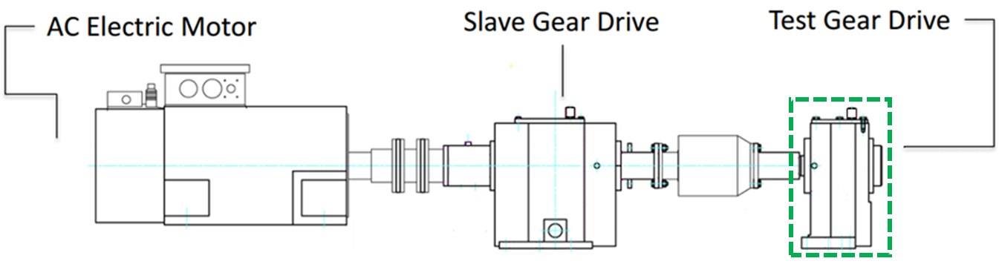 AC Electric Motor
Slave Gear Drive
Test Gear Drive